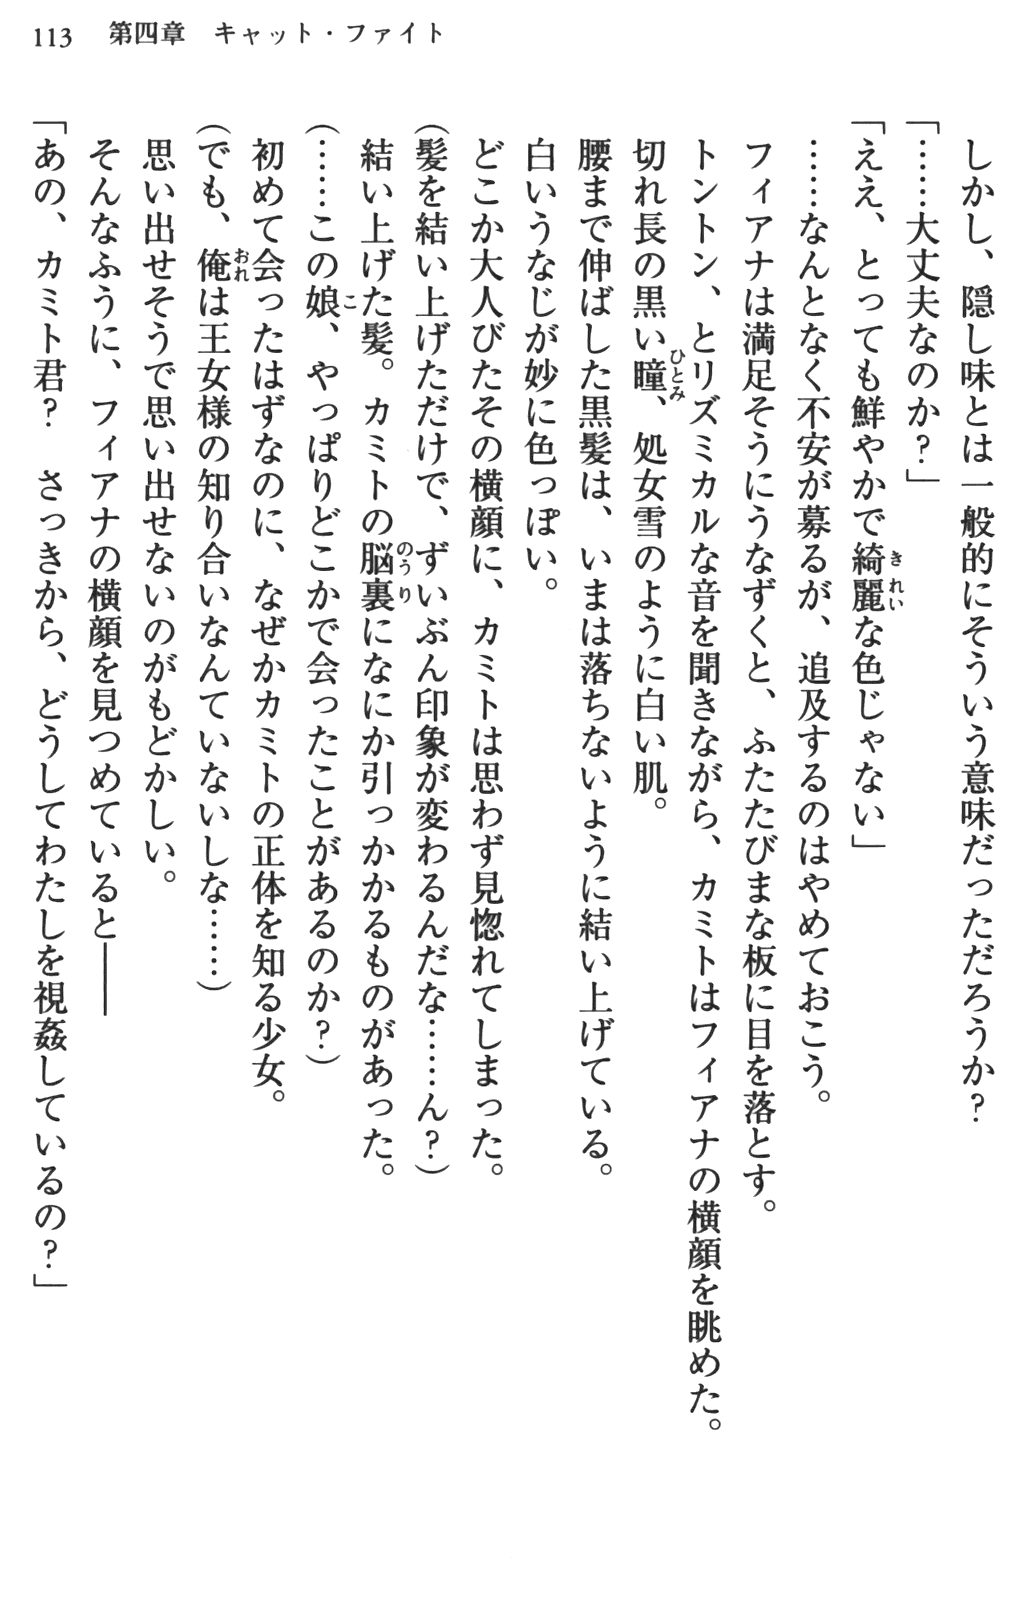 113　第四章　キャット・ファイト
　しかし、隠し味とは一般的にそういう意味だっただろうか？
「……大丈夫なのか？」
「ええ、とっても鮮やかで綺麗な色じゃない」
　……なんとなく不安が募るが、追及するのはやめておこう。
　フィアナは満足そうにうなずくと、ふたたびまな板に目を落とす。
　トントン、とリズミカルな音を聞きながら、カミトはフィアナの横顔を眺めた。
　切れ長の黒い瞳、処女雪のように白い肌。
　腰まで伸ばした黒髪は、いまは落ちないように結い上げている。
　白いうなじが妙に色っぽい。
　どこか大人びたその横顔に、カミトは思わず見惚れてしまった。
（髪を結い上げただけで、ずいぶん印象が変わるんだな……ん？）
　結い上げた髪。カミトの脳裏になにか引っかかるものがあった。
（……この娘、やっぱりどこかで会ったことがあるのか？）
　初めて会ったはずなのに、なぜかカミトの正体を知る少女。
（でも、俺は王女様の知り合いなんていないしな……）
　思い出せそうで思い出せないのがもどかしい。
　そんなふうに、フィアナの横顔を見つめていると――
「あの、カミト君？　さっきから、どうしてわたしを視姦しているの？」